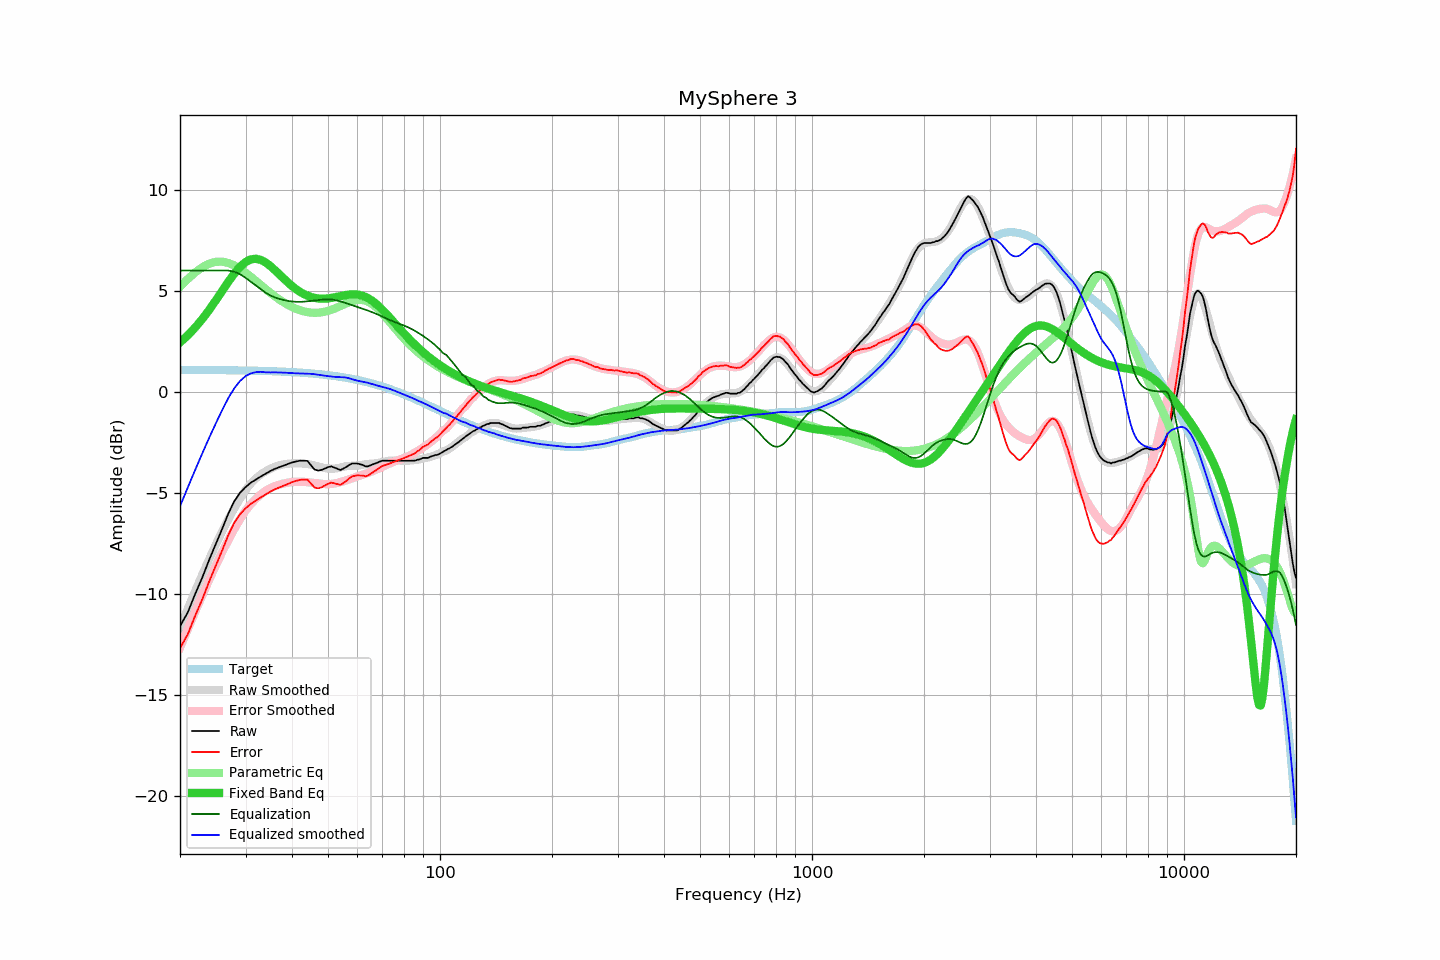 MySphere 3
Amplitude (dBr)
10
5
0
−5
−10
−15
−20
Target
Raw Smoothed
Error Smoothed
Raw
Error
Parametric Eq
Fixed Band Eq
Equalization
Equalized smoothed
100
1000
10000
Frequency (Hz)